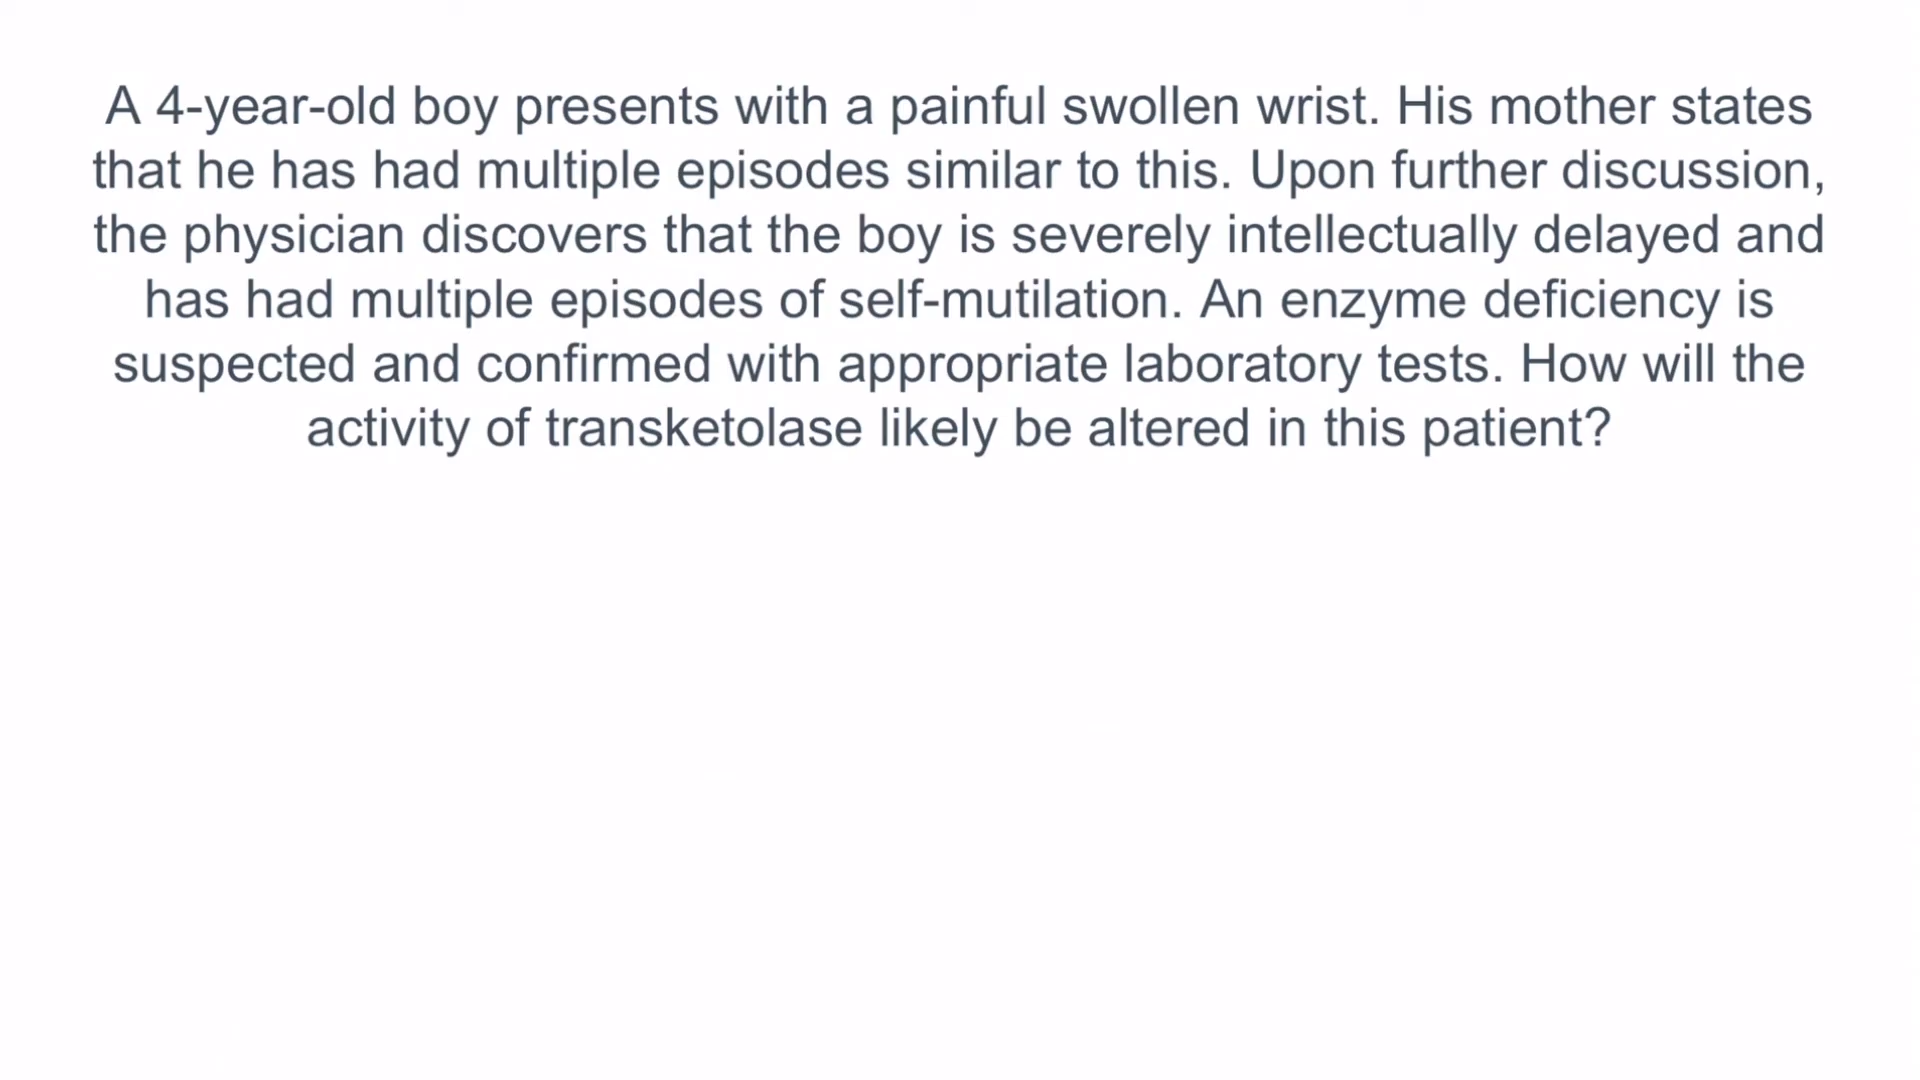 A 4-year-old boy presents with a painful swollen wrist. His mother states
that he has had multiple episodes similar to this. Upon further discussion,
the physician discovers that the boy is severely intellectually delayed and
has had multiple episodes of self-mutilation. An enzyme deficiency is
suspected and confirmed with appropriate laboratory tests. How will the
activity of transketolase likely be altered in this patient?